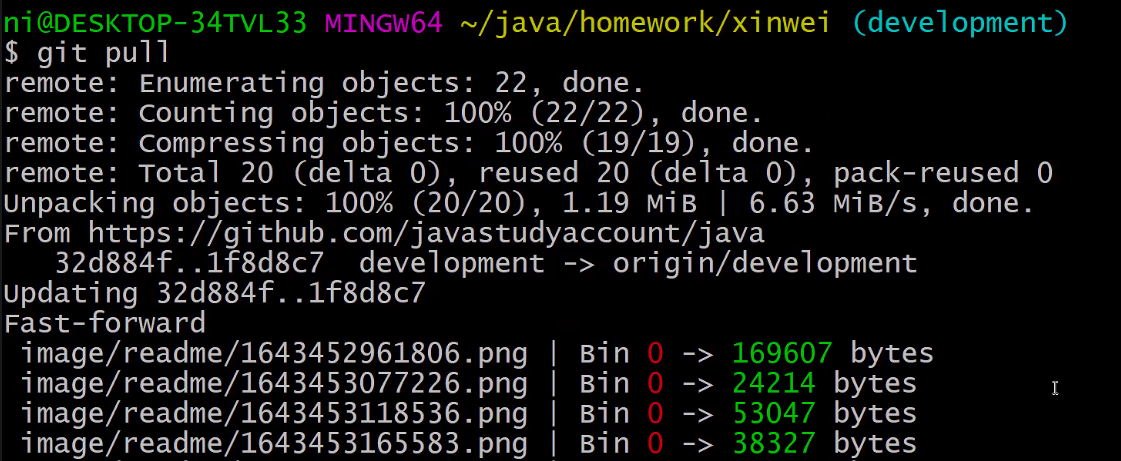 ni@DESKTOP-34TVL33 MINGW64 ~/java/homework/xinwei (development)
$ git pull
remote: Enumerating objects: 22, done.
remote: Counting objects: 100% (22/22), done.
remote: Compressing objects: 100% (19/19), done.
remote: Total 20 (delta 0), reused 20 (delta 0), pack-reused 0
Unpacking objects: 100% (20/20), 1.19 MiB | 6.63 MiB/s, done.
From https://github.com/javastudyaccount/java
   32d884f..1f8d8c7  development -> origin/development
Updating 32d884f..1f8d8c7
Fast-forward
 image/readme/1643452961806.png | Bin 0 -> 169607 bytes
 image/readme/1643453077226.png | Bin 0 -> 24214 bytes
 image/readme/1643453118536.png | Bin 0 -> 53047 bytes
 image/readme/1643453165583.png | Bin 0 -> 38327 bytes